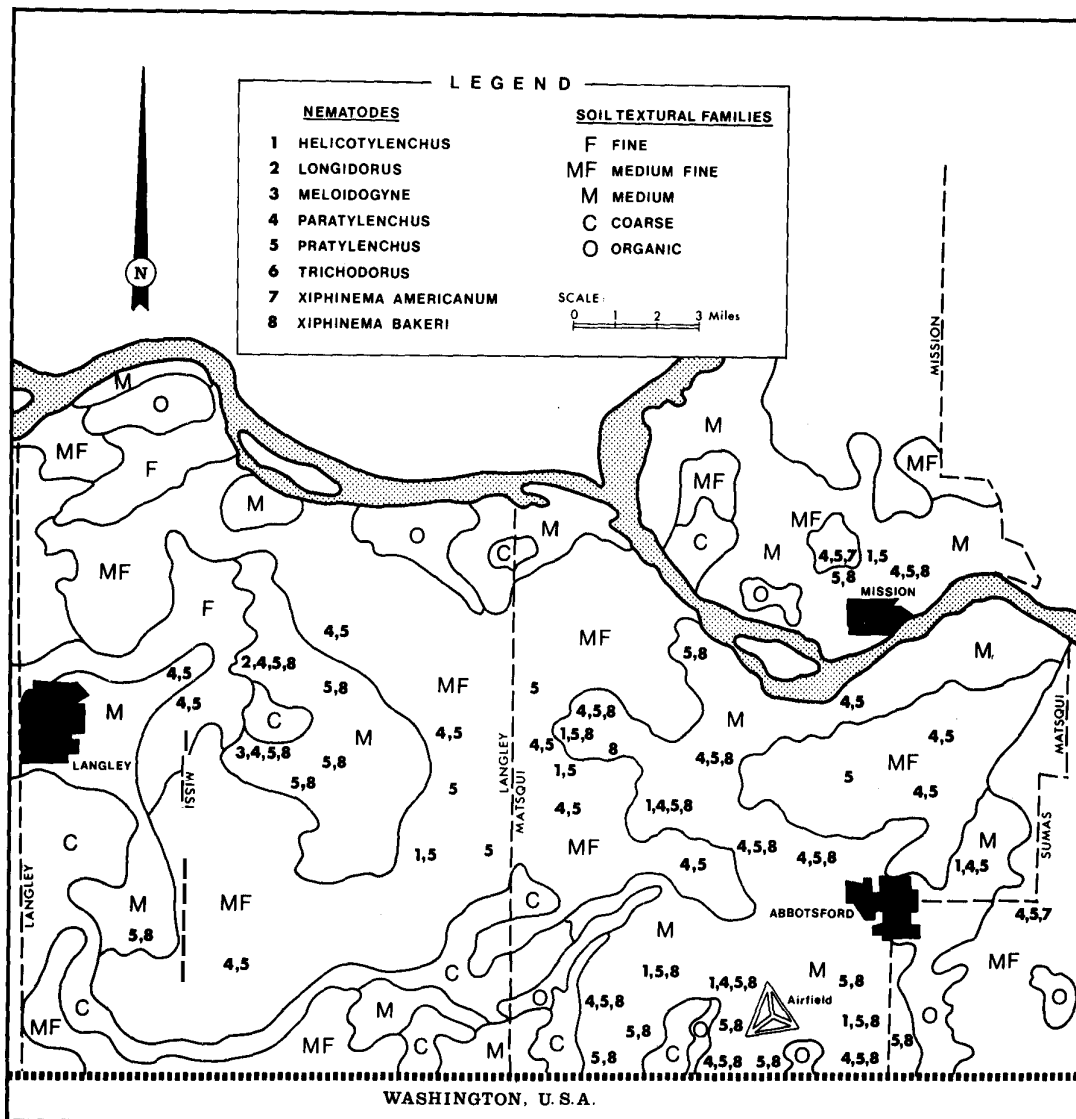 LEGEND
NEMATODES
1 HELICOTYLENCHUS
2 LONGIDORUS
3 MELOIDOGYNE
4 PARATYLENCHUS
5 PRATYLENCHUS
6 TRICHODORUS
7 XIPHINEMA AMERICANUM
8 XIPHINEMA BAKERI
SOIL TEXTURAL FAMILIES
F FINE
MF MEDIUM FINE
M MEDIUM
C COARSE
O ORGANIC
SCALE:
0 1 2 3 Miles
N
MISSION
M
O
MF
F
M
M
MF
MF
MF
C
M
O
C
M
MF
M
4,5,7
1,5
5,8
4,5,8
O
MISSION
F
4,5
MF
5,8
M
2,4,5,8
4,5
4,5
5,8
MF
5
4,5,8
M
4,5
M
C
LANGLEY
MISSI
3,4,5,8
M
5,8
5,8
4,5
LANGLEY
MATSQUI
4,5
1,5,8
8
1,5
4,5,8
4,5
MF
5
4,5
MATSQUI
SUMAS
5
4,5
1,4,5,8
C
1,5
5
MF
4,5
4,5,8
4,5,8
M
1,4,5
LANGLEY
M
5,8
MF
4,5
C
ABBOTSFORD
4,5,7
M
1,5,8
1,4,5,8
M
5,8
MF
C
C
O
4,5,8
Airfield
O
O
MF
M
5,8
O
5,8
1,5,8
5,8
MF
C
M
C
5,8
C
4,5,8
5,8
O
4,5,8
WASHINGTON, U.S.A.